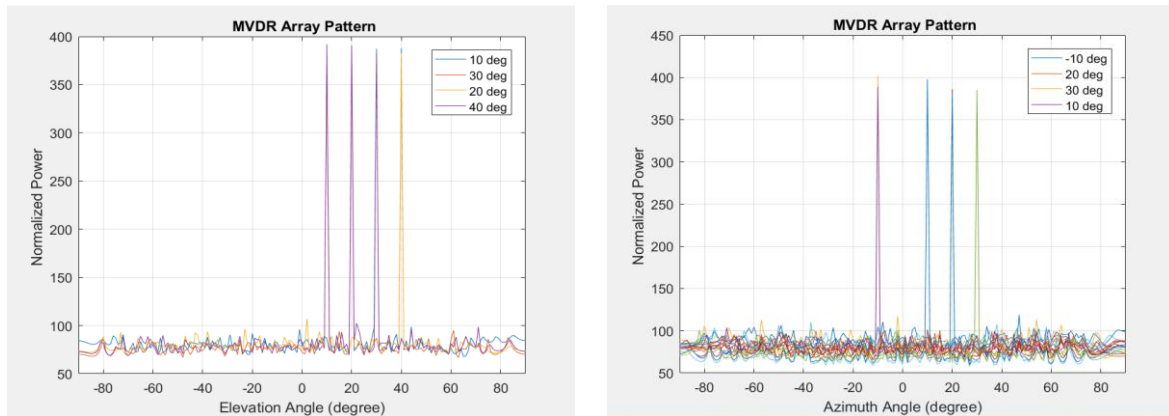 MVDR Array Pattern
400
350
300
250
200
150
100
50
Normalized Power
-80 -60 -40 -20 0 20 40 60 80
Elevation Angle (degree)
10 deg
30 deg
20 deg
40 deg
MVDR Array Pattern
450
400
350
300
250
200
150
100
50
Normalized Power
-80 -60 -40 -20 0 20 40 60 80
Azimuth Angle (degree)
-10 deg
20 deg
30 deg
10 deg